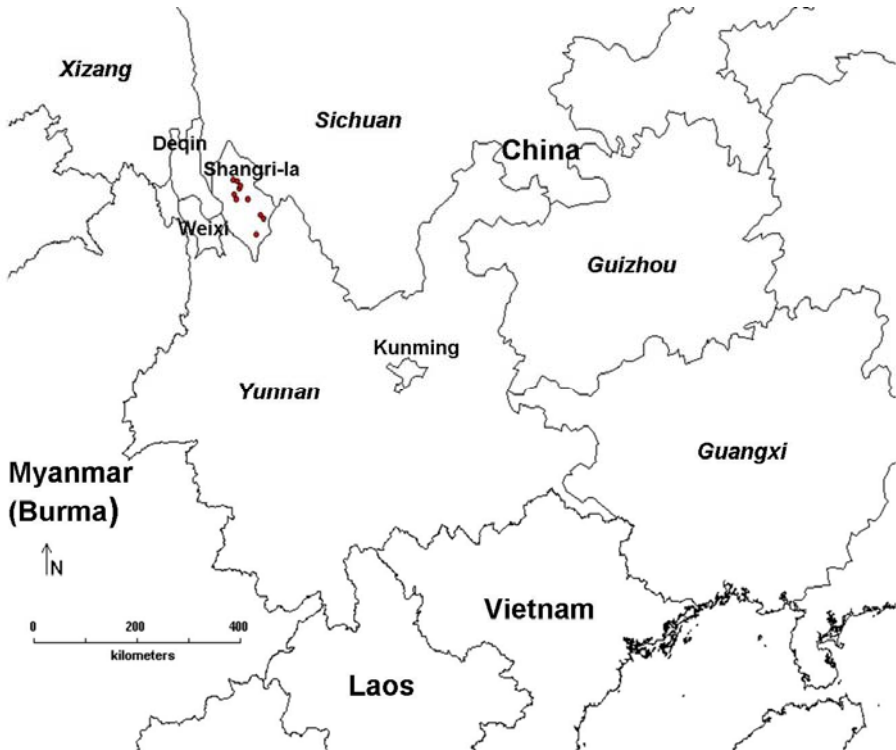 Xizang
Sichuan
Deqin
China
Shangri-la
Weixi
Guizhou
Kunming
Yunnan
Guangxi
Myanmar
(Burma)
N
Vietnam
0 200 400
kilometers
Laos